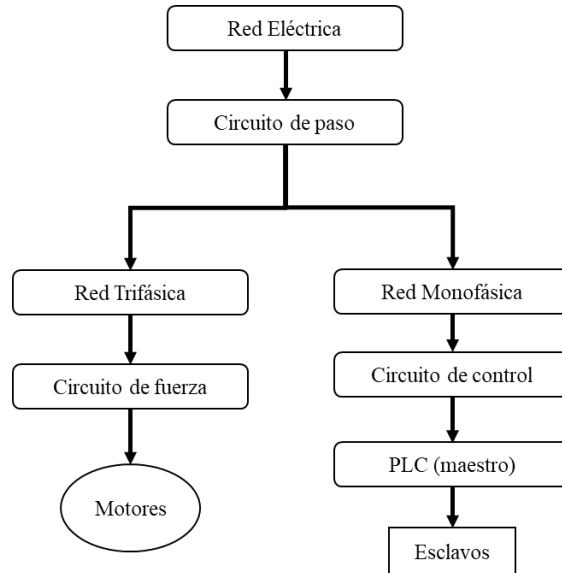 Red Eléctrica
Circuito de paso
Red Trifásica
Red Monofásica
Circuito de fuerza
Circuito de control
Motores
PLC (maestro)
Esclavos